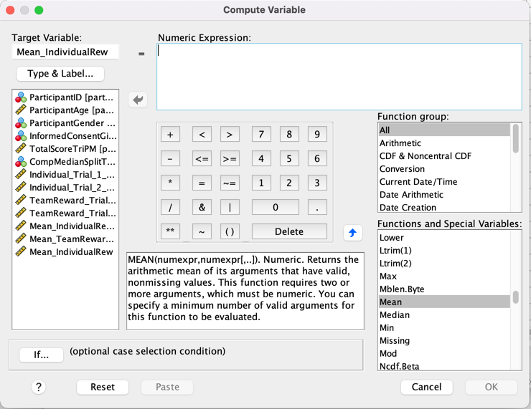 Compute Variable
Target Variable:
Mean_IndividualRew
=
Numeric Expression:
Type & Label...
ParticipantID [part...
ParticipantAge [pa...
ParticipantGender ...
InformedConsentGi...
TotalScoreTriPM [p...
CompMedianSplitT...
Individual_Trial_1_...
Individual_Trial_2_...
TeamReward_Trial...
TeamReward_Trial...
Mean_IndividualRe...
Mean_TeamRewar...
Mean_IndividualRew
+ < > 7 8 9
- <= >= 4 5 6
* = ~= 1 2 3
/ & | 0 .
** ~ ( ) Delete
Function group:
All
Arithmetic
CDF & Noncentral CDF
Conversion
Current Date/Time
Date Arithmetic
Date Creation
Functions and Special Variables:
Lower
Ltrim(1)
Ltrim(2)
Max
Mblen.Byte
Mean
Median
Min
Missing
Mod
Ncdf.Beta
MEAN(numexpr,numexpr[,..]). Numeric. Returns the
arithmetic mean of its arguments that have valid,
nonmissing values. This function requires two or
more arguments, which must be numeric. You can
specify a minimum number of valid arguments for
this function to be evaluated.
If...
(optional case selection condition)
?
Reset
Paste
Cancel
OK